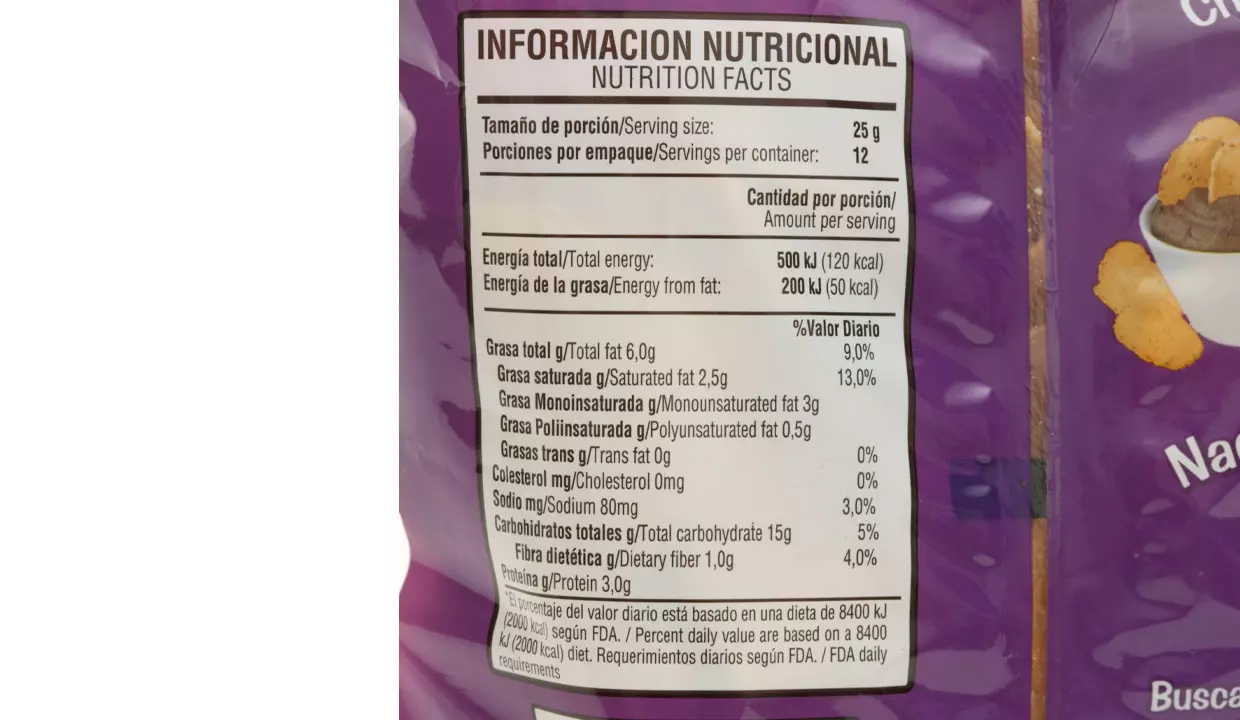 INFORMACION NUTRICIONAL
NUTRITION FACTS
Tamaño de porción/Serving size: 25 g
Porciones por empaque/Servings per container: 12
Cantidad por porción/
Amount per serving
Energía total/Total energy: 500 kJ (120 kcal)
Energía de la grasa/Energy from fat: 200 kJ (50 kcal)
%Valor Diario
Grasa total g/Total fat 6,0g 9,0%
Grasa saturada g/Saturated fat 2,5g 13,0%
Grasa Monoinsaturada g/Monounsaturated fat 3g
Grasa Poliinsaturada g/Polyunsaturated fat 0,5g
Grasas trans g/Trans fat 0g 0%
Colesterol mg/Cholesterol 0mg 0%
Sodio mg/Sodium 80mg 3,0%
Carbohidratos totales g/Total carbohydrate 15g 5%
Fibra dietética g/Dietary fiber 1,0g 4,0%
Proteína g/Protein 3,0g
*El porcentaje del valor diario está basado en una dieta de 8400 kJ
(2000 kcal) según FDA. / Percent daily value are based on a 8400
kJ (2000 kcal) diet. Requerimientos diarios según FDA. / FDA daily
requirements